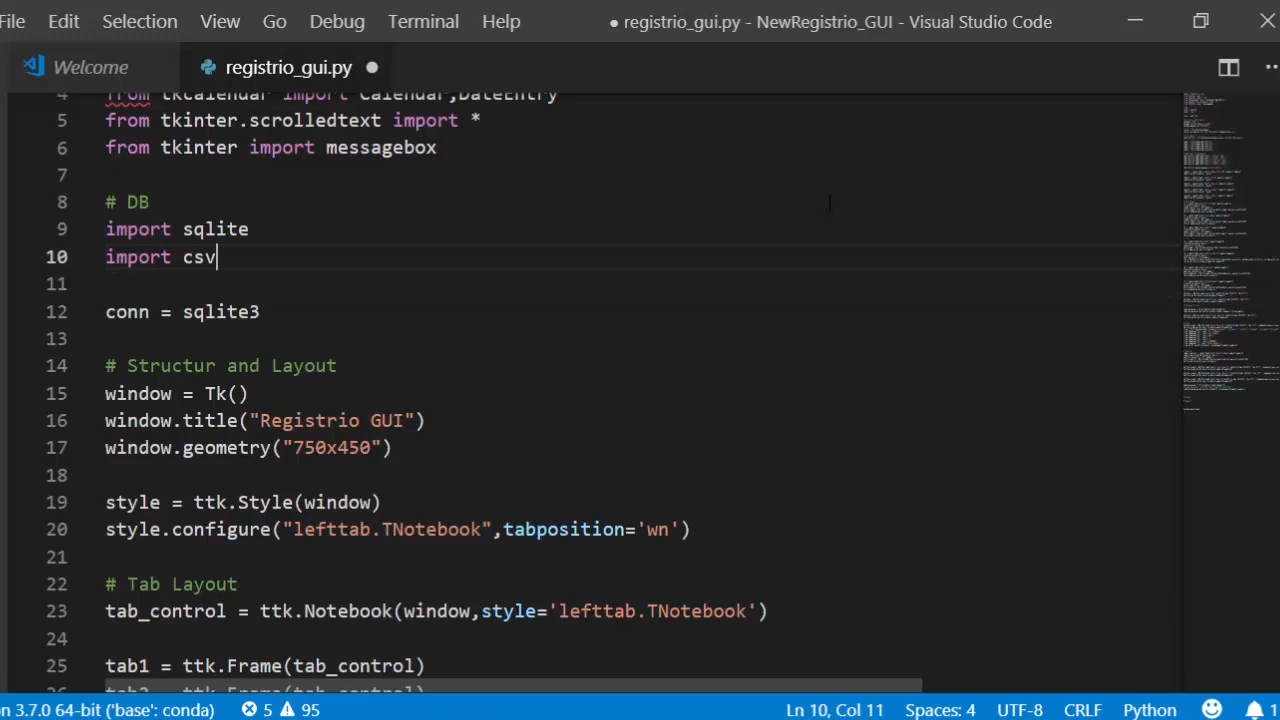 File Edit Selection View Go Debug Terminal Help ● registrio_gui.py - NewRegistrio_GUI - Visual Studio Code
Welcome registrio_gui.py
4 from tkcalendar import Calendar,DateEntry
5 from tkinter.scrolledtext import *
6 from tkinter import messagebox
7
8 # DB
9 import sqlite
10 import csv
11
12 conn = sqlite3
13
14 # Structur and Layout
15 window = Tk()
16 window.title("Registrio GUI")
17 window.geometry("750x450")
18
19 style = ttk.Style(window)
20 style.configure("lefttab.TNotebook",tabposition='wn')
21
22 # Tab Layout
23 tab_control = ttk.Notebook(window,style='lefttab.TNotebook')
24
25 tab1 = ttk.Frame(tab_control)
26 tab2 = ttk.Frame(tab_control)
n 3.7.0 64-bit ('base': conda) 5 95 Ln 10, Col 11 Spaces: 4 UTF-8 CRLF Python 1